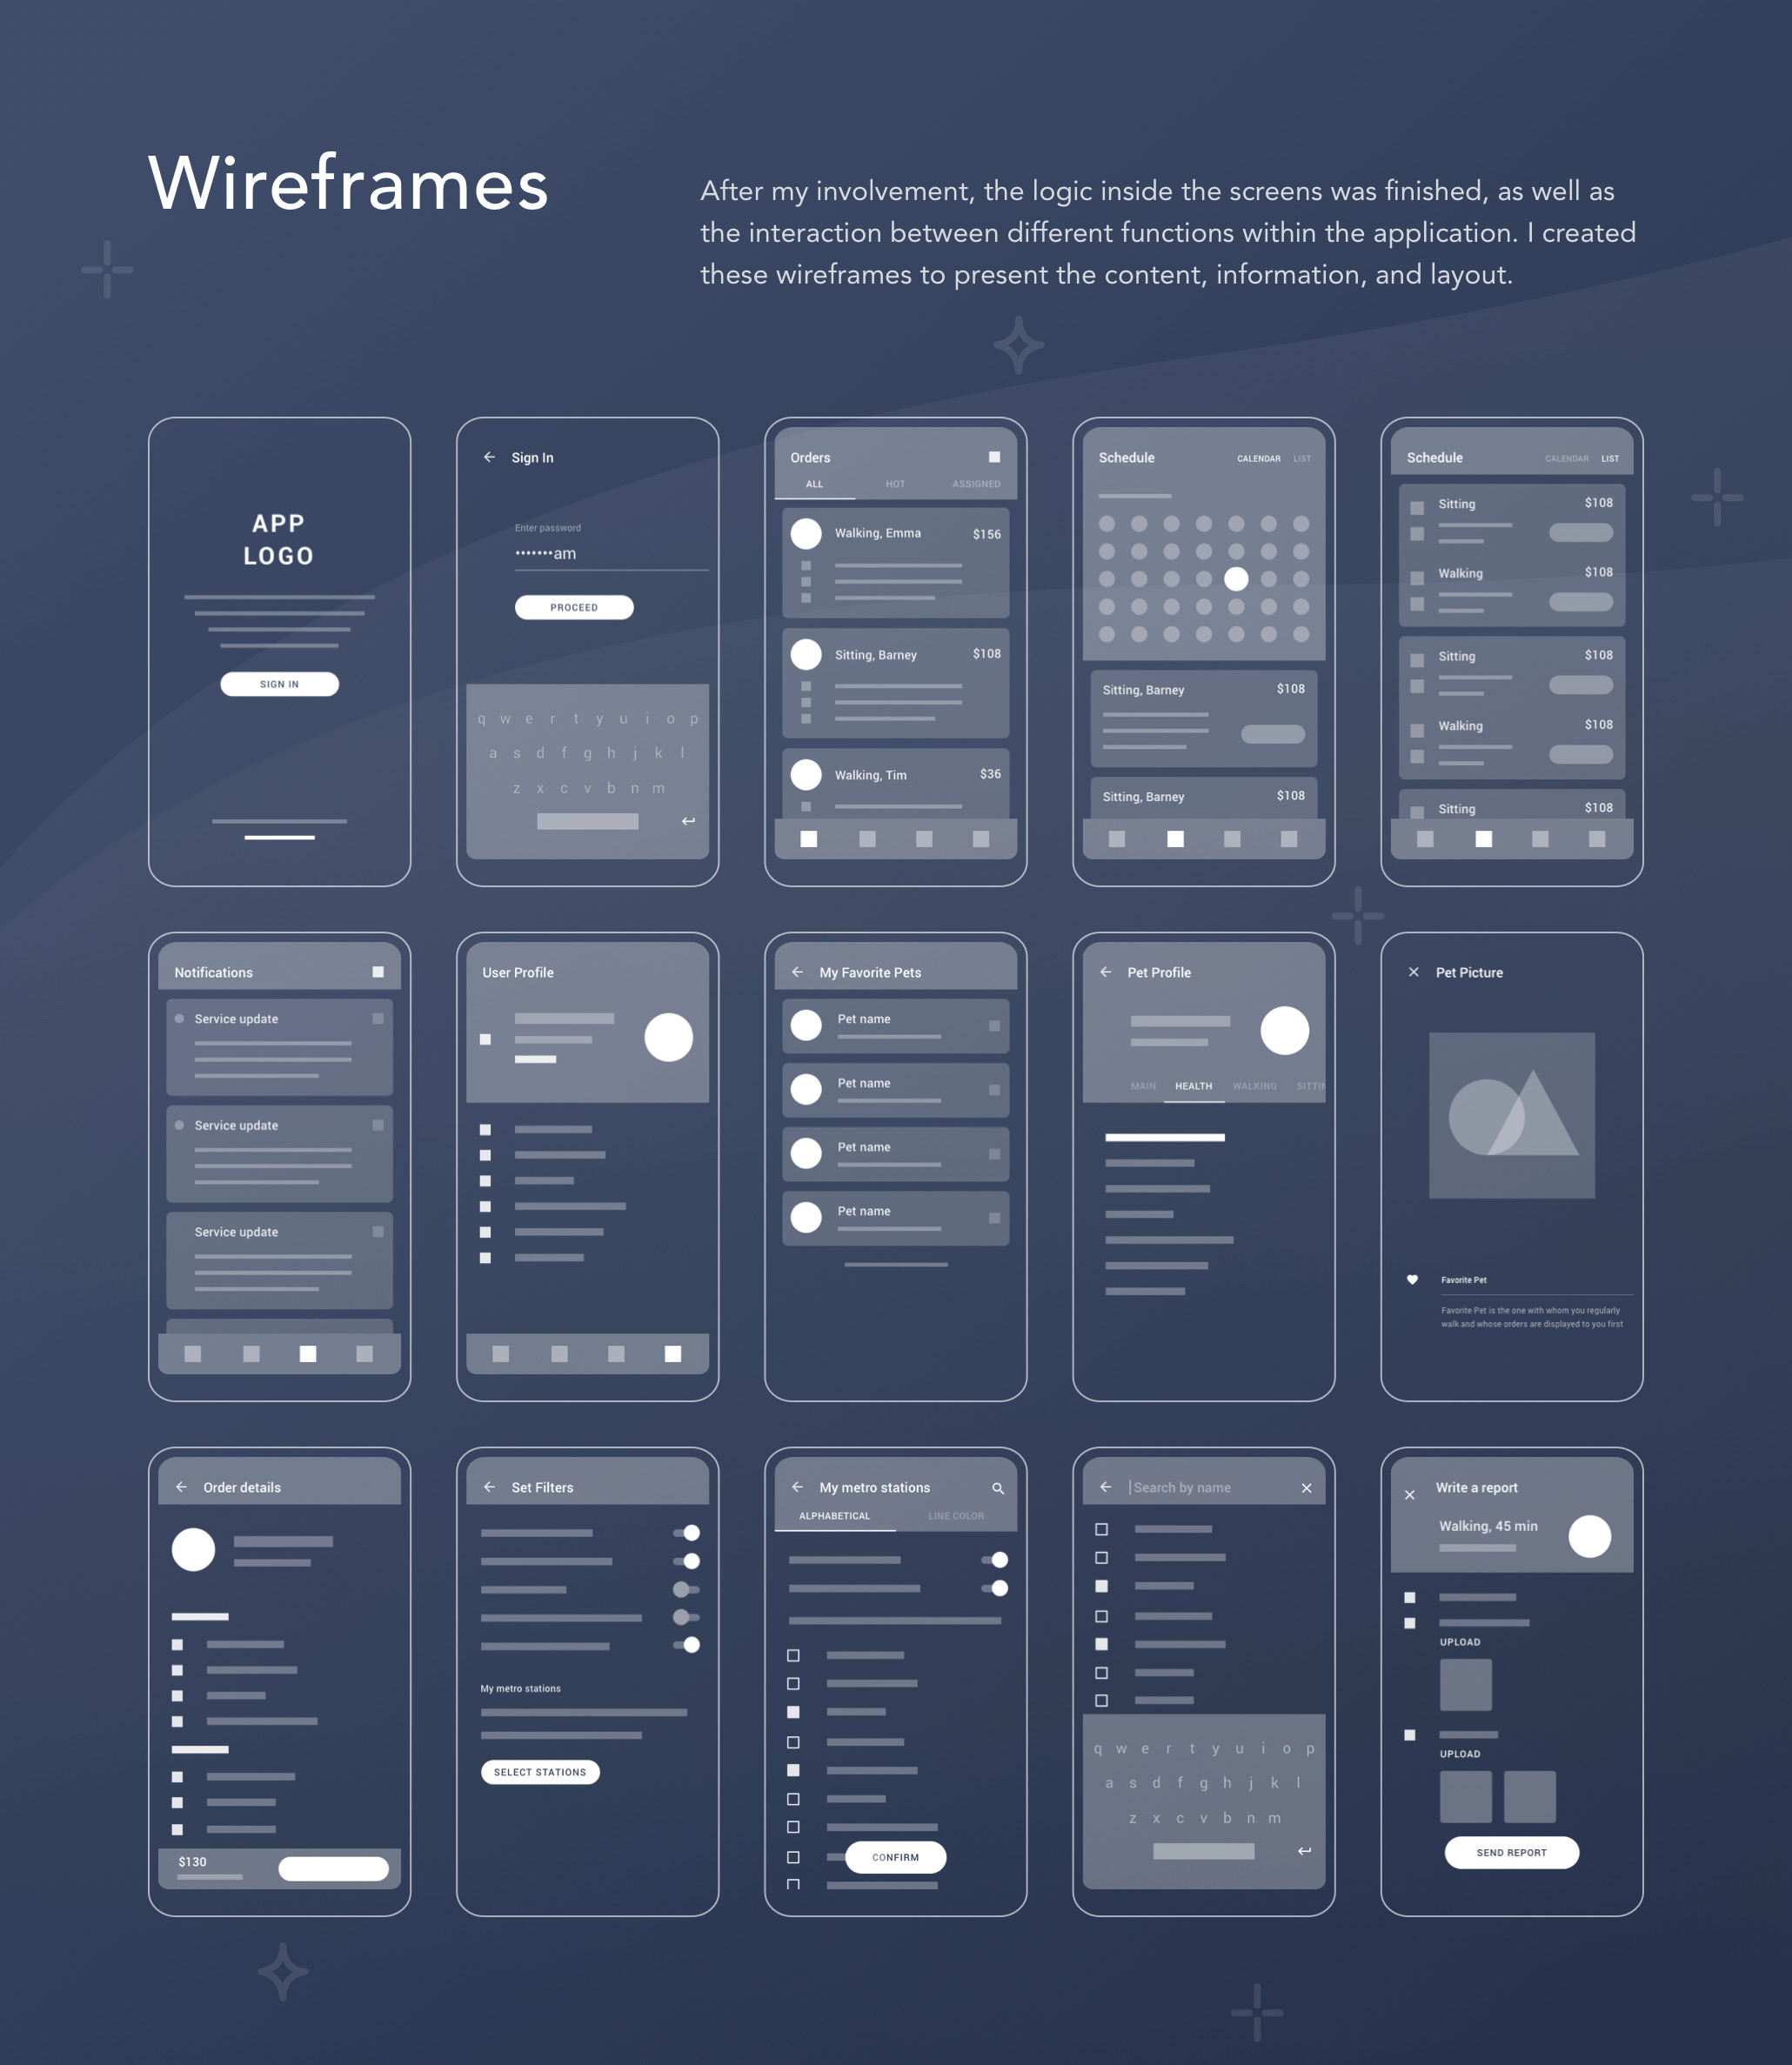 Wireframes
After my involvement, the logic inside the screens was finished, as well as
the interaction between different functions within the application. I created
these wireframes to present the content, information, and layout.
APP
LOGO
SIGN IN
Sign In
Enter password
•••••••am
PROCEED
q w e r t y u i o p
a s d f g h j k l
z x c v b n m
Orders
ALL HOT ASSIGNED
Walking, Emma $156
Sitting, Barney $108
Walking, Tim $36
Schedule CALENDAR LIST
Sitting, Barney $108
Sitting, Barney $108
Schedule CALENDAR LIST
Sitting $108
Walking $108
Sitting $108
Walking $108
Sitting $108
Notifications
Service update
Service update
Service update
User Profile
My Favorite Pets
Pet name
Pet name
Pet name
Pet name
Pet Profile
MAIN HEALTH WALKING SITTIN
Pet Picture
Favorite Pet
Favorite Pet is the one with whom you regularly
walk and whose orders are displayed to you first
Order details
$130
Set Filters
My metro stations
SELECT STATIONS
My metro stations
ALPHABETICAL LINE COLOR
CONFIRM
Search by name
q w e r t y u i o p
a s d f g h j k l
z x c v b n m
Write a report
Walking, 45 min
UPLOAD
UPLOAD
SEND REPORT